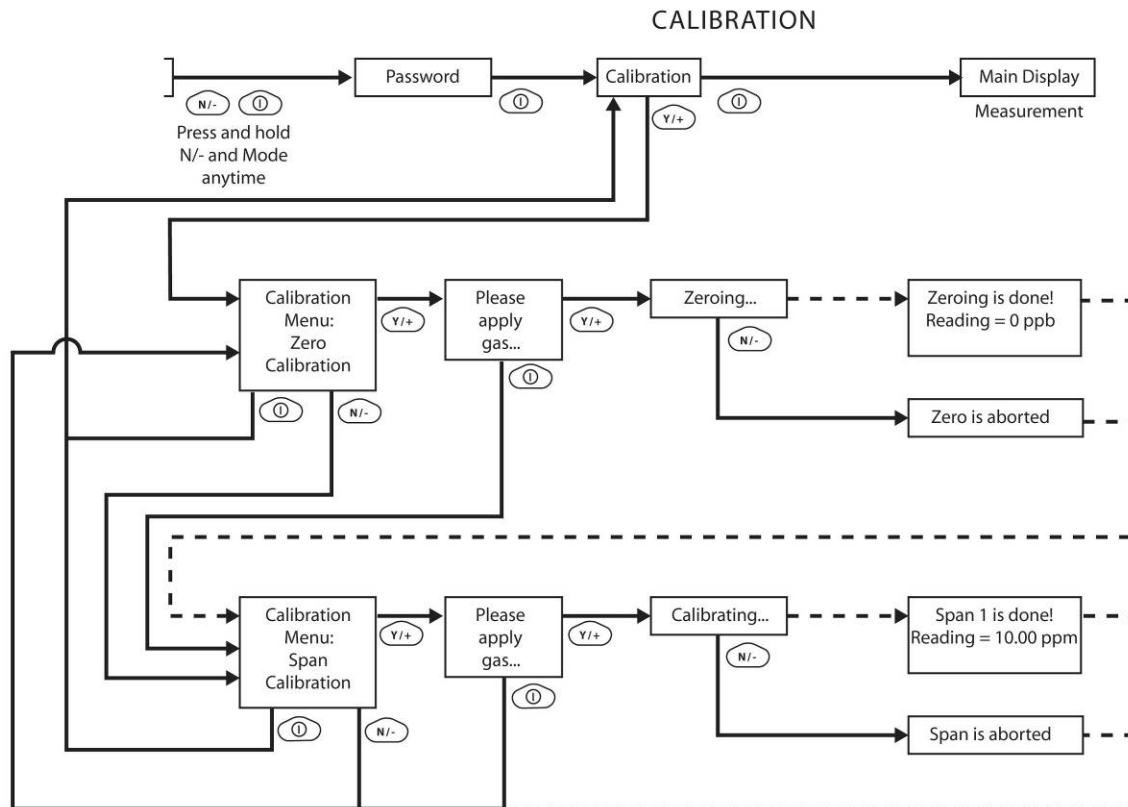 CALIBRATION
Password
Calibration
Main Display
N/-
Y/+
Measurement
Press and hold
N/- and Mode
anytime
Calibration
Menu:
Zero
Calibration
Y/+
Please
apply
gas...
Y/+
Zeroing...
Zeroing is done!
Reading = 0 ppb
N/-
N/-
Zero is aborted
Calibration
Menu:
Span
Calibration
Y/+
Please
apply
gas...
Y/+
Calibrating...
Span 1 is done!
Reading = 10.00 ppm
N/-
N/-
Span is aborted